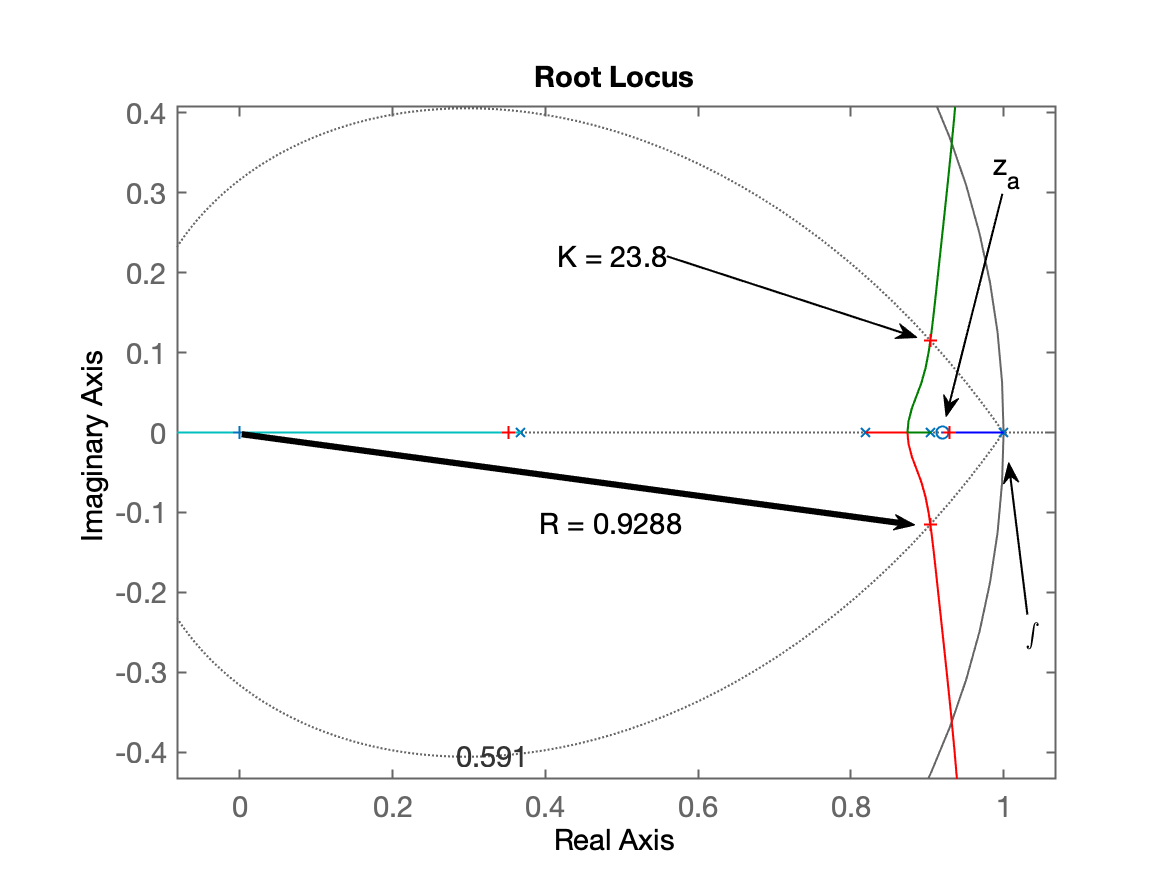 Root Locus
0.4
0.3
0.2
0.1
0
-0.1
-0.2
-0.3
-0.4
Imaginary Axis
z_a
K = 23.8
R = 0.9288
∫
0.591
0 0.2 0.4 0.6 0.8 1
Real Axis